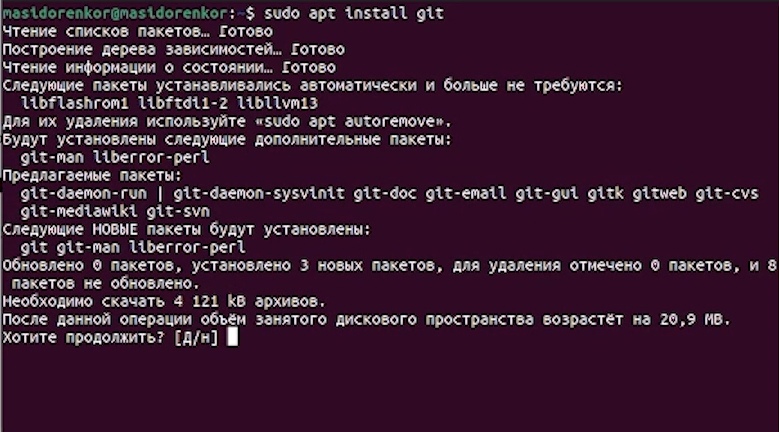 masidorenkor@masidorenkor:~$ sudo apt install git
Чтение списков пакетов… Готово
Построение дерева зависимостей… Готово
Чтение информации о состоянии… Готово
Следующие пакеты устанавливались автоматически и больше не требуются:
libflashrom1 libftdi1-2 libllvm13
Для их удаления используйте «sudo apt autoremove».
Будут установлены следующие дополнительные пакеты:
git-man liberror-perl
Предлагаемые пакеты:
git-daemon-run | git-daemon-sysvinit git-doc git-email git-gui gitk gitweb git-cvs
git-mediawiki git-svn
Следующие НОВЫЕ пакеты будут установлены:
git git-man liberror-perl
Обновлено 0 пакетов, установлено 3 новых пакетов, для удаления отмечено 0 пакетов, и 8
пакетов не обновлено.
Необходимо скачать 4 121 kB архивов.
После данной операции объём занятого дискового пространства возрастёт на 20,9 MB.
Хотите продолжить? [Д/н]